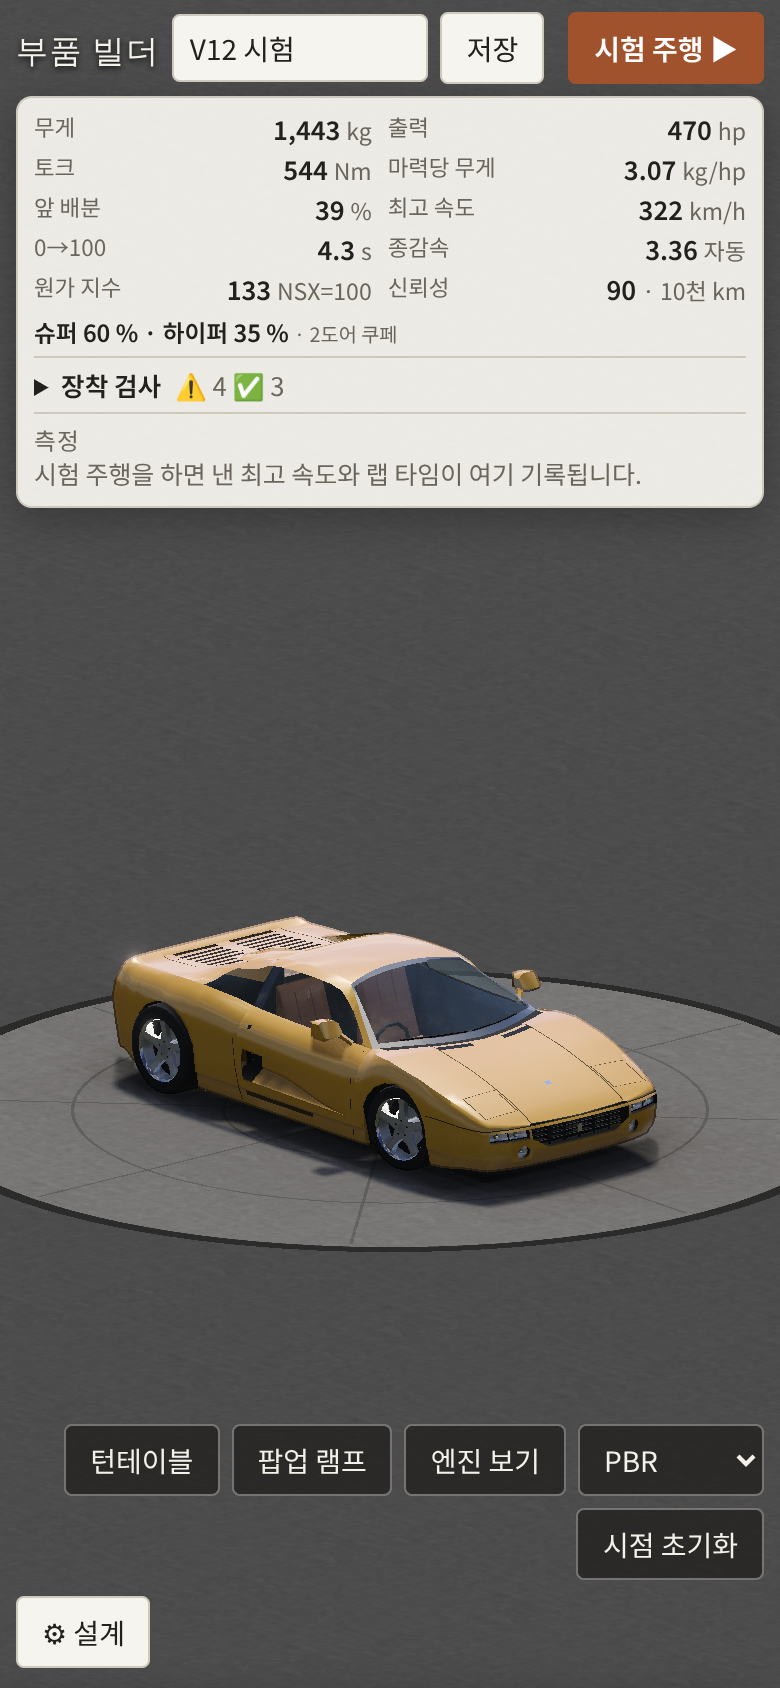 부품 빌더 V12 시험 저장 시험 주행 ▶
무게 1,443 kg 출력 470 hp
토크 544 Nm 마력당 무게 3.07 kg/hp
앞 배분 39 % 최고 속도 322 km/h
0→100 4.3 s 종감속 3.36 자동
원가 지수 133 NSX=100 신뢰성 90 · 10천 km
슈퍼 60 % · 하이퍼 35 % · 2도어 쿠페
▶ 장착 검사 ⚠️ 4 ✅ 3
측정
시험 주행을 하면 낸 최고 속도와 랩 타임이 여기 기록됩니다.
턴테이블 팝업 램프 엔진 보기 PBR
시점 초기화
⚙ 설계